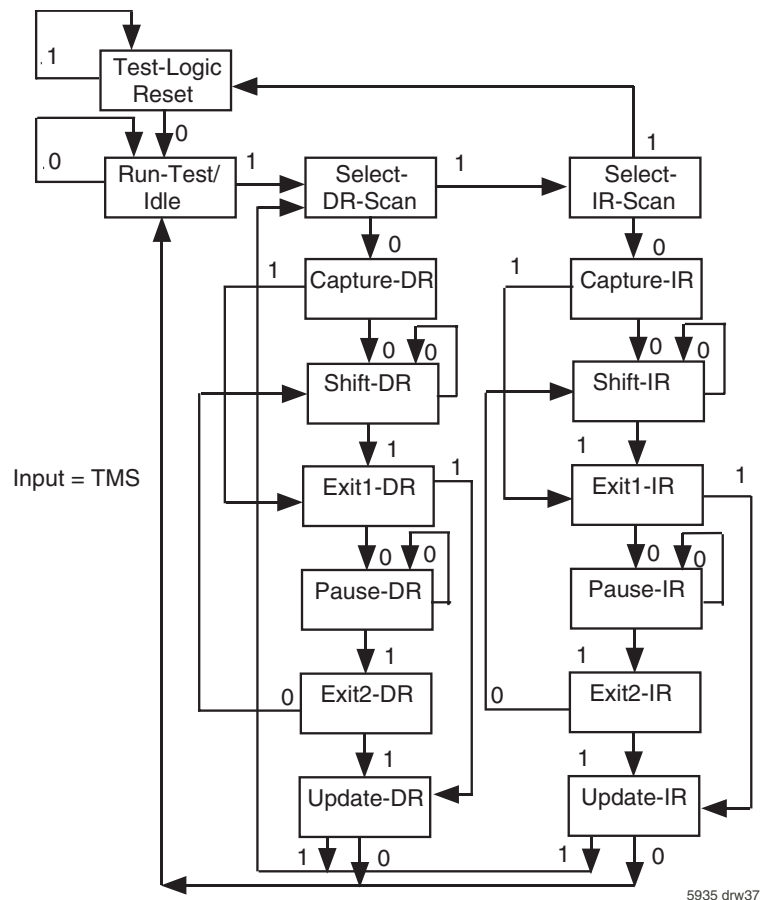 .1
Test-Logic
Reset
0
.0
Run-Test/
Idle
1
Select-
DR-Scan
1
Select-
IR-Scan
1
0
0
1
Capture-DR
1
Capture-IR
0
0
0
0
Shift-DR
Shift-IR
1
1
Input = TMS
Exit1-DR
1
Exit1-IR
1
0
0
0
0
Pause-DR
Pause-IR
1
1
0
Exit2-DR
0
Exit2-IR
1
1
Update-DR
Update-IR
1
0
1
0
5935 drw37